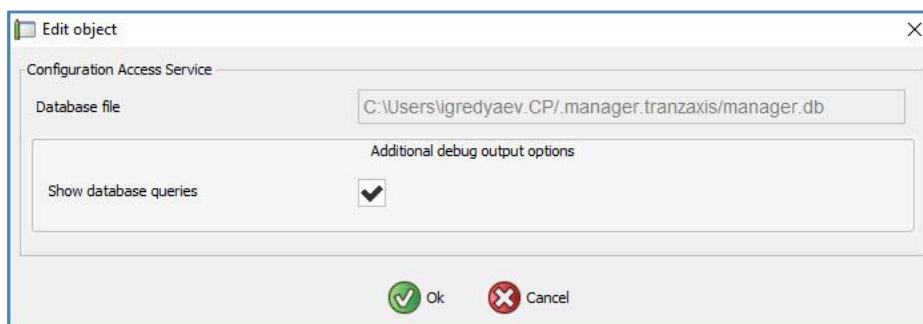 Edit object
Configuration Access Service
Database file
C:\Users\igredyaev.CP/.manager.tranzaxis/manager.db
Additional debug output options
Show database queries
Ok Cancel